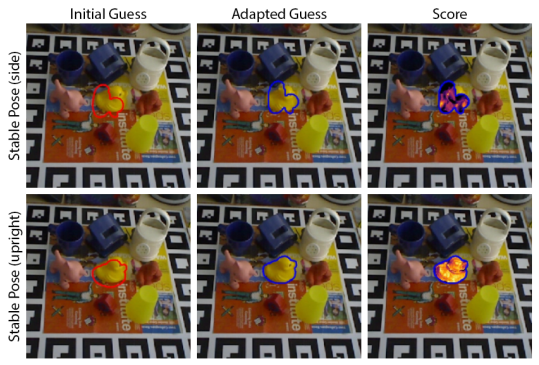 Initial Guess
Adapted Guess
Score
Stable Pose (side)
institute
institute
institute
Stable Pose (upright)
institute
institute
institute